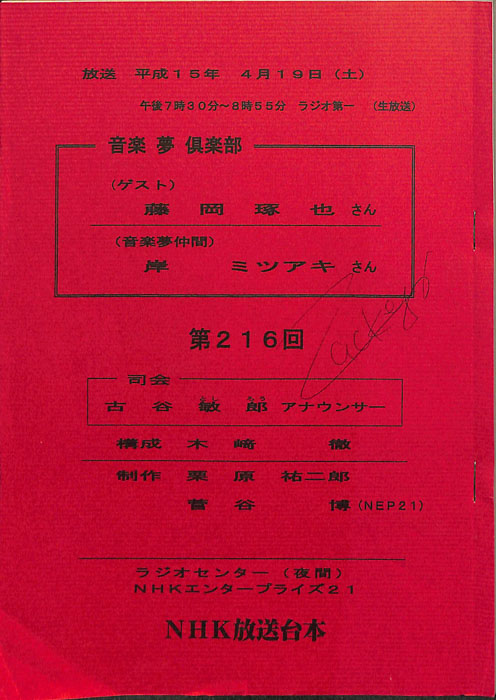 放送　平成１５年　４月１９日（土）
午後７時３０分～８時５５分　ラジオ第一　（生放送）
音楽　夢　倶楽部
（ゲスト）
藤　岡　琢　也　さん
（音楽夢仲間）
岸　ミツアキ　さん
第２１６回
司会
古　谷　敏　郎　アナウンサー
構成　木　﨑　徹
制作　栗　原　祐二郎
菅　谷　博（NEP21）
ラジオセンター（夜間）
ＮＨＫエンタープライズ２１
NHK放送台本